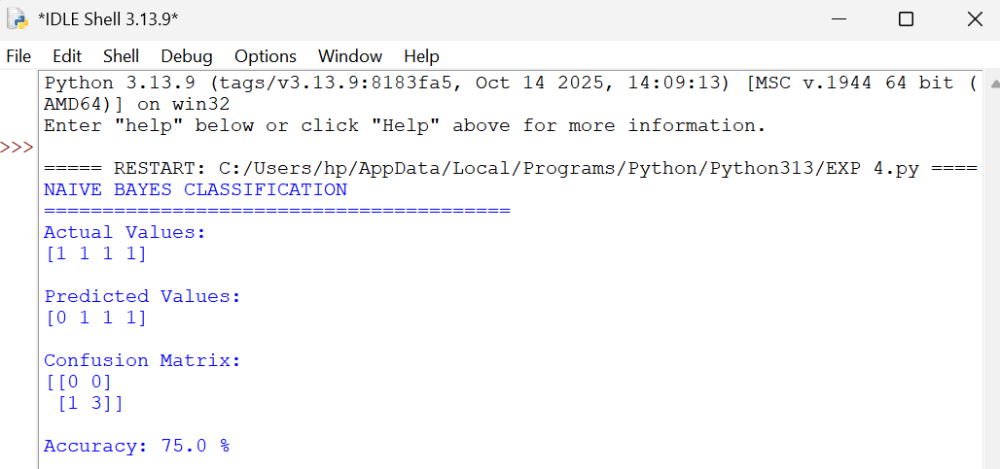 *IDLE Shell 3.13.9*
File Edit Shell Debug Options Window Help
Python 3.13.9 (tags/v3.13.9:8183fa5, Oct 14 2025, 14:09:13) [MSC v.1944 64 bit (
AMD64)] on win32
Enter "help" below or click "Help" above for more information.
>>>
===== RESTART: C:/Users/hp/AppData/Local/Programs/Python/Python313/EXP 4.py ====
NAIVE BAYES CLASSIFICATION
========================================
Actual Values:
[1 1 1 1]
Predicted Values:
[0 1 1 1]
Confusion Matrix:
[[0 0]
 [1 3]]
Accuracy: 75.0 %